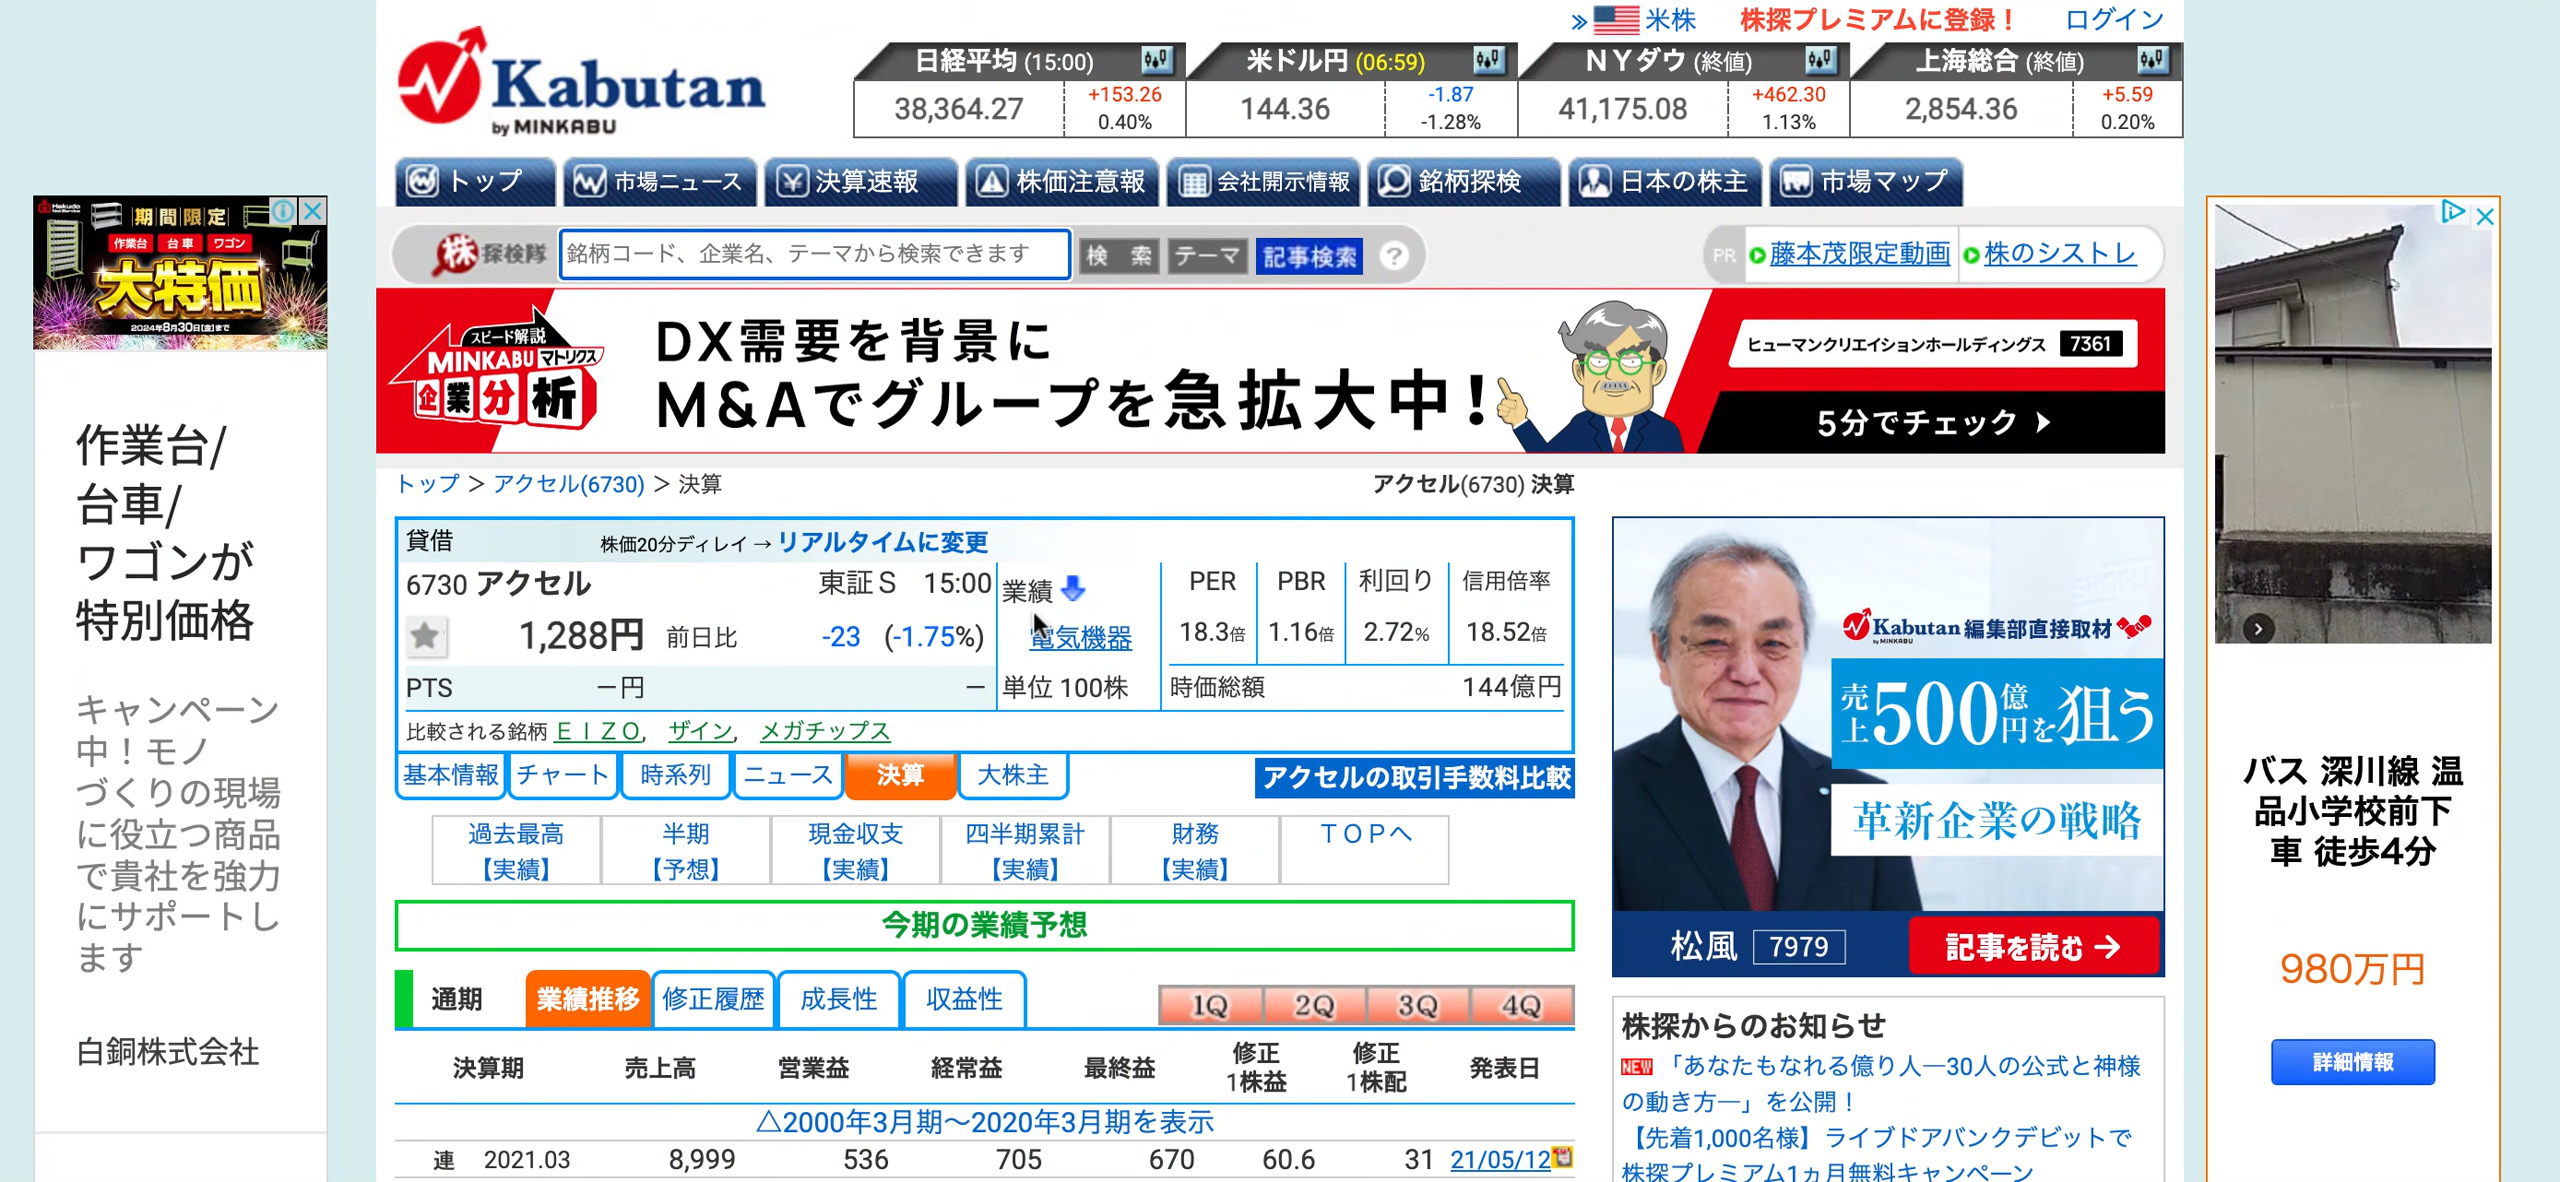 » 米株 株探プレミアムに登録！ ログイン
Kabutan
by MINKABU
日経平均 (15:00) 米ドル円 (06:59) ＮＹダウ (終値) 上海総合 (終値)
38,364.27 +153.26 0.40% 144.36 -1.87 -1.28% 41,175.08 +462.30 1.13% 2,854.36 +5.59 0.20%
トップ 市場ニュース 決算速報 株価注意報 会社開示情報 銘柄探検 日本の株主 市場マップ
株探検隊 銘柄コード、企業名、テーマから検索できます 検 索 テーマ 記事検索 ? PR 藤本茂限定動画 株のシストレ
スピード解説
MINKABUマトリクス
企業分析
DX需要を背景に
M&Aでグループを急拡大中！
ヒューマンクリエイションホールディングス 7361
5分でチェック
トップ ＞ アクセル(6730) ＞ 決算 アクセル(6730) 決算
貸借 株価20分ディレイ → リアルタイムに変更
6730 アクセル 東証Ｓ 15:00 業績 PER PBR 利回り 信用倍率
1,288円 前日比 -23 (-1.75%) 電気機器 18.3倍 1.16倍 2.72% 18.52倍
PTS －円 － 単位 100株 時価総額 144億円
比較される銘柄 ＥＩＺＯ, ザイン, メガチップス
基本情報 チャート 時系列 ニュース 決算 大株主 アクセルの取引手数料比較
過去最高 半期 現金収支 四半期累計 財務 ＴＯＰへ
【実績】 【予想】 【実績】 【実績】 【実績】
今期の業績予想
通期 業績推移 修正履歴 成長性 収益性 1Q 2Q 3Q 4Q
決算期 売上高 営業益 経常益 最終益 修正1株益 修正1株配 発表日
△2000年3月期～2020年3月期を表示
連 2021.03 8,999 536 705 670 60.6 31 21/05/12
Kabutan編集部直接取材
売上500億円を狙う
革新企業の戦略
松風 7979 記事を読む→
株探からのお知らせ
NEW 「あなたもなれる億り人―30人の公式と神様
の動き方―」を公開！
【先着1,000名様】ライブドアバンクデビットで
株探プレミアム1ヵ月無料キャンペーン
期間限定
作業台 台車 ワゴン
大特価
2024年8月30日(金)まで
作業台/
台車/
ワゴンが
特別価格
キャンペーン
中！モノ
づくりの現場
に役立つ商品
で貴社を強力
にサポートし
ます
白銅株式会社
バス 深川線 温
品小学校前下
車 徒歩4分
980万円
詳細情報